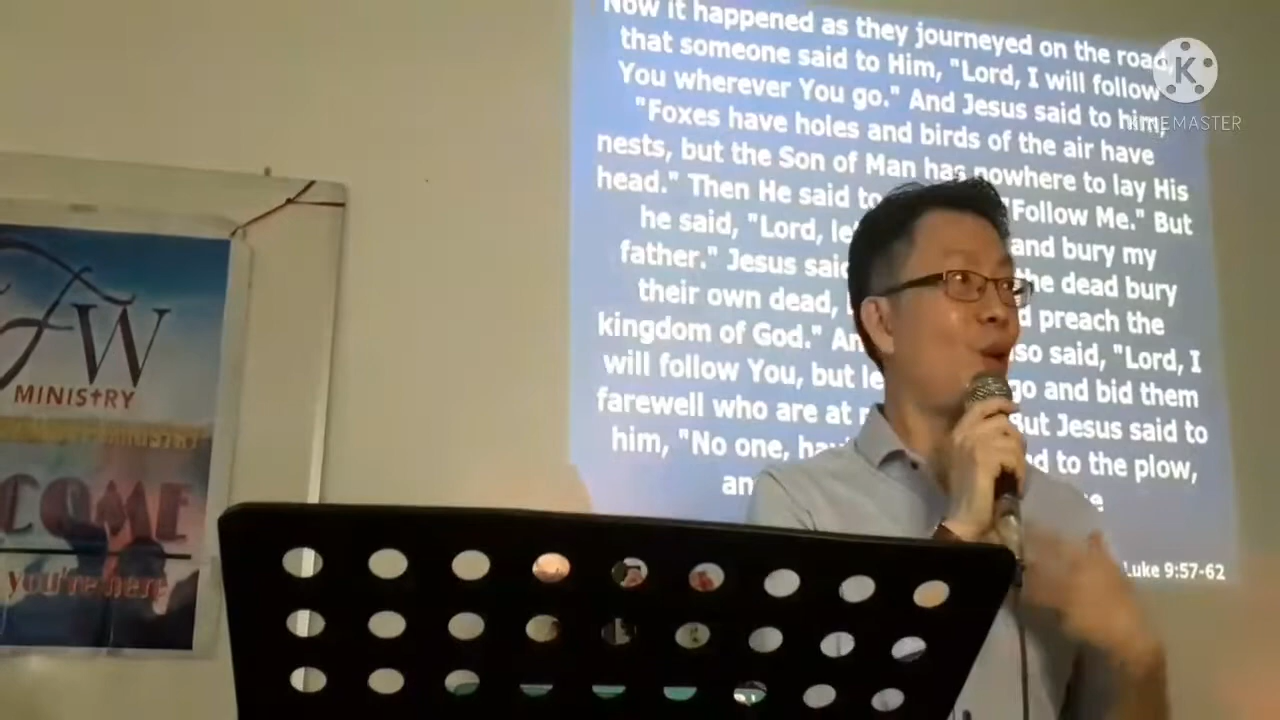 Now it happened as they journeyed on the road,
that someone said to Him, "Lord, I will follow
You wherever You go." And Jesus said to him,
"Foxes have holes and birds of the air have
nests, but the Son of Man has nowhere to lay His
head." Then He said to "Follow Me." But
he said, "Lord, and bury my
father." Jesus said the dead bury
their own dead, preach the
kingdom of God." said, "Lord, I
will follow You, but go and bid them
farewell who are at But Jesus said to
him, "No one, to the plow,
Luke 9:57-62
K
KINEMASTER
FW
MINISTRY
you're here